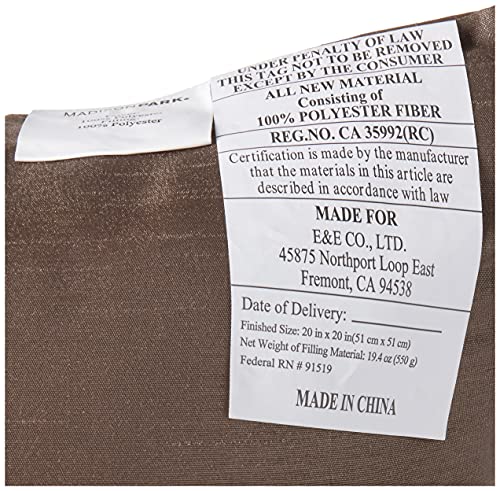 MADISON PARK®
100% Polyester
UNDER PENALTY OF LAW
THIS TAG NOT TO BE REMOVED
EXCEPT BY THE CONSUMER
ALL NEW MATERIAL
Consisting of
100% POLYESTER FIBER
REG.NO. CA 35992(RC)
Certification is made by the manufacturer
that the materials in this article are
described in accordance with law
MADE FOR
E&E CO., LTD.
45875 Northport Loop East
Fremont, CA 94538
Date of Delivery:
Finished Size: 20 in x 20 in(51 cm x 51 cm)
Net Weight of Filling Material: 19.4 oz (550 g)
Federal RN # 91519
MADE IN CHINA